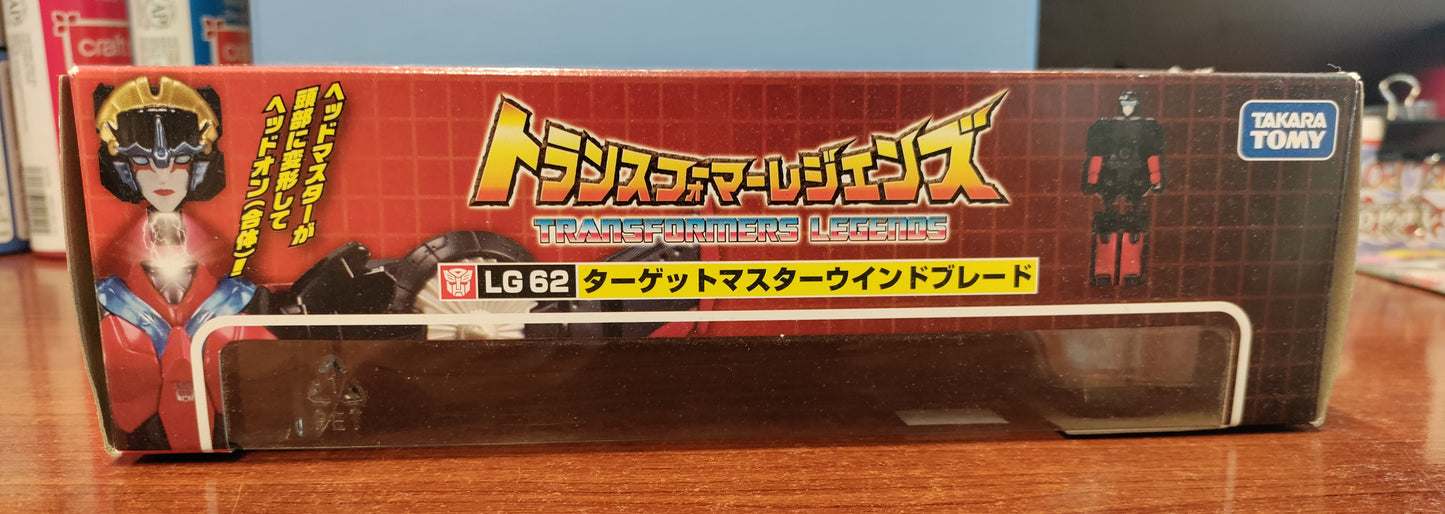 craft
AP
ヘッドマスターが
頭部に変形して
ヘッドオン(合体)!
トランスフォーマーレジェンズ
TRANSFORMERS LEGENDS
LG 62 ターゲットマスターウインドブレード
TAKARA
TOMY
PET